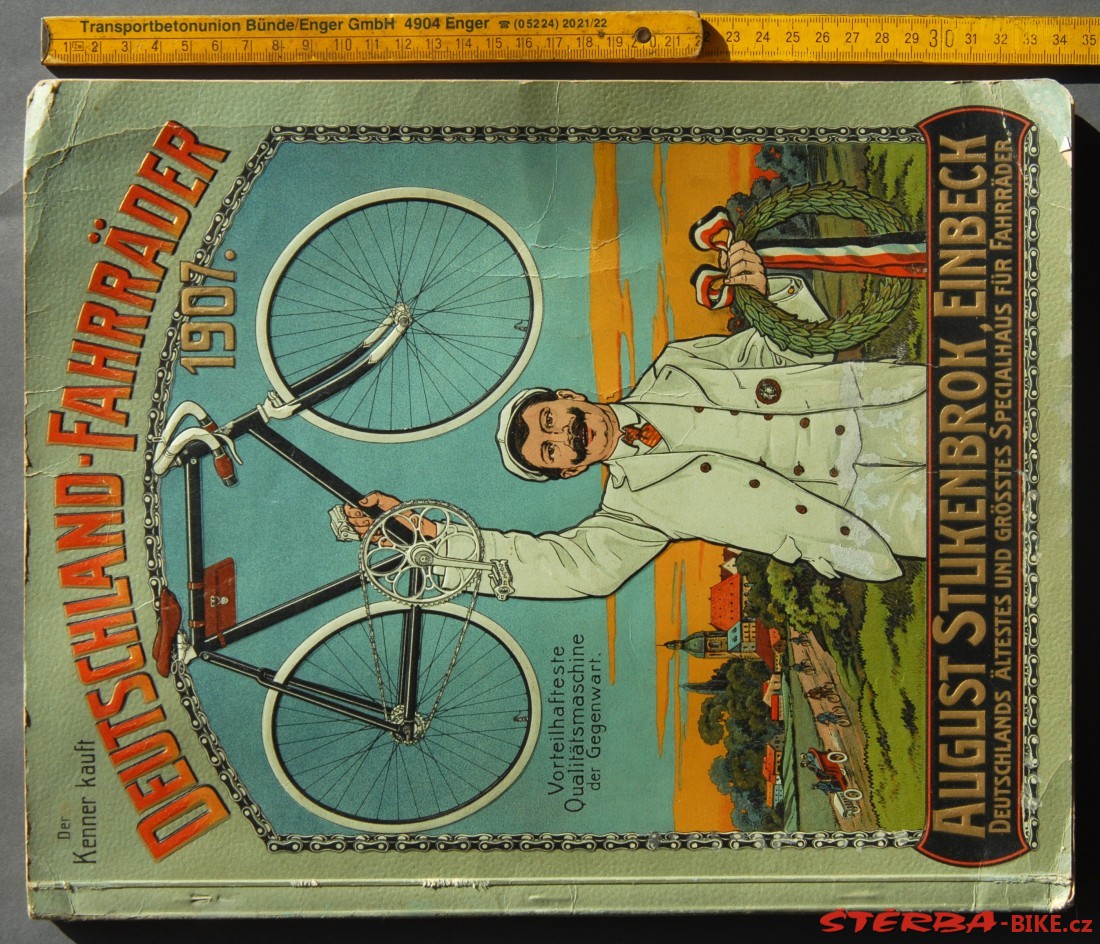 Transportbetonunion Bünde/Enger GmbH 4904 Enger ☎ (05224) 2021/22
1 2 3 4 5 6 7 8 9 10 11 12 13 14 15 16 17 18 19 20 21 22 23 24 25 26 27 28 29 30 31 32 33 34 35
Der
Kenner kauft
DEUTSCHLAND-FAHRRÄDER
1907.
Vorteilhafteste
Qualitätsmaschine
der Gegenwart.
AUGUST STUKENBROK, EINBECK
DEUTSCHLANDS ÄLTESTES UND GRÖSSTES SPECIALHAUS FÜR FAHRRÄDER.
ŠTERBA-BIKE.cz